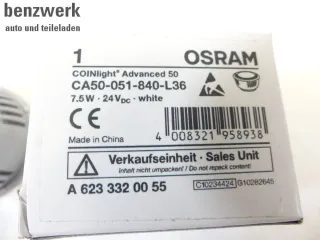 benzwerk
auto und teileladen
1
OSRAM
COINlight® Advanced 50
CA50-051-840-L36
7.5W · 24VDC · white
CE
4 008321 958938
Made in China
Verkaufseinheit · Sales Unit
Inhalt nicht umpacken! / Do not repack content!
A 623 332 00 55
C10234424 G10282645